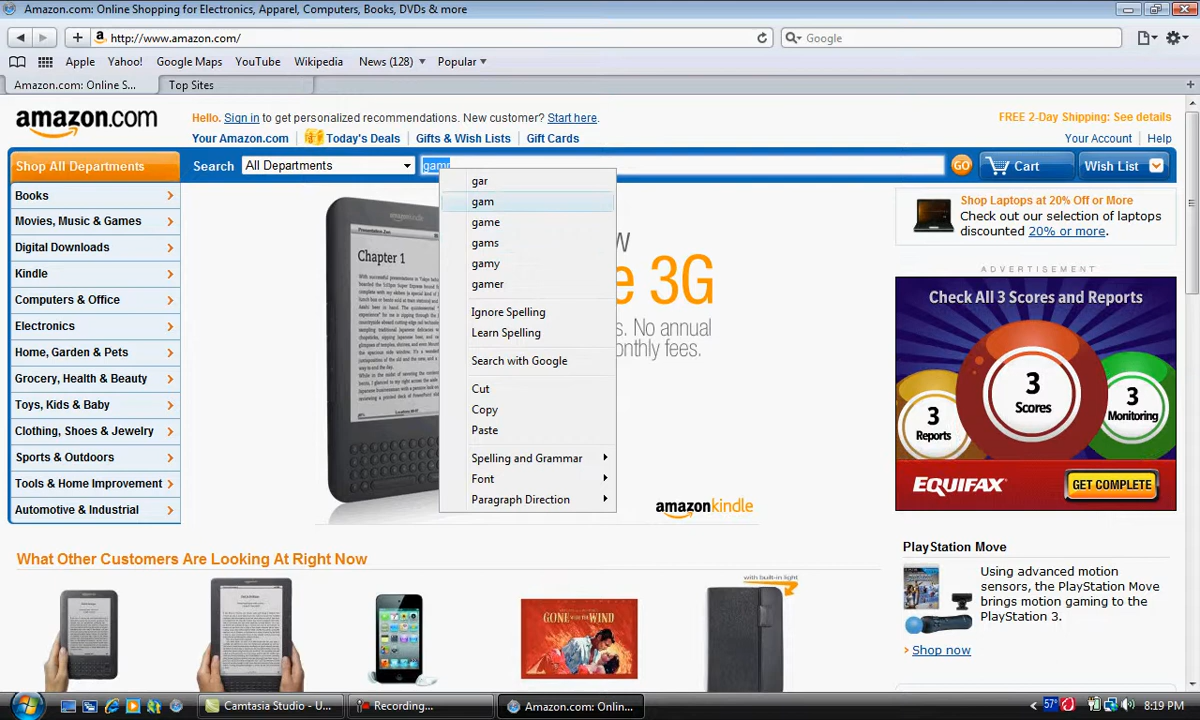 Amazon.com: Online Shopping for Electronics, Apparel, Computers, Books, DVDs & more
http://www.amazon.com/
Google
Apple Yahoo! Google Maps YouTube Wikipedia News (128) Popular
Amazon.com: Online S... Top Sites
amazon.com
Hello. Sign in to get personalized recommendations. New customer? Start here.
FREE 2-Day Shipping: See details
Your Amazon.com Today's Deals Gifts & Wish Lists Gift Cards
Your Account Help
Shop All Departments
Search All Departments gamr GO Cart Wish List
Books
Movies, Music & Games
Digital Downloads
Kindle
Computers & Office
Electronics
Home, Garden & Pets
Grocery, Health & Beauty
Toys, Kids & Baby
Clothing, Shoes & Jewelry
Sports & Outdoors
Tools & Home Improvement
Automotive & Industrial
amazonkindle
Chapter 1
gar
gam
game
gams
gamy
gamer
Ignore Spelling
Learn Spelling
Search with Google
Cut
Copy
Paste
Spelling and Grammar
Font
Paragraph Direction
3G
No annual
fees.
amazonkindle
Shop Laptops at 20% Off or More
Check out our selection of laptops
discounted 20% or more.
ADVERTISEMENT
Check All 3 Scores and Reports
3 Scores
3 Reports
3 Monitoring
EQUIFAX
GET COMPLETE
PlayStation Move
Using advanced motion
sensors, the PlayStation Move
brings motion gaming to the
PlayStation 3.
Shop now
What Other Customers Are Looking At Right Now
GONE WITH THE WIND
with built-in light
Camtasia Studio - U... Recording... Amazon.com: Onlin...
57° 8:19 PM